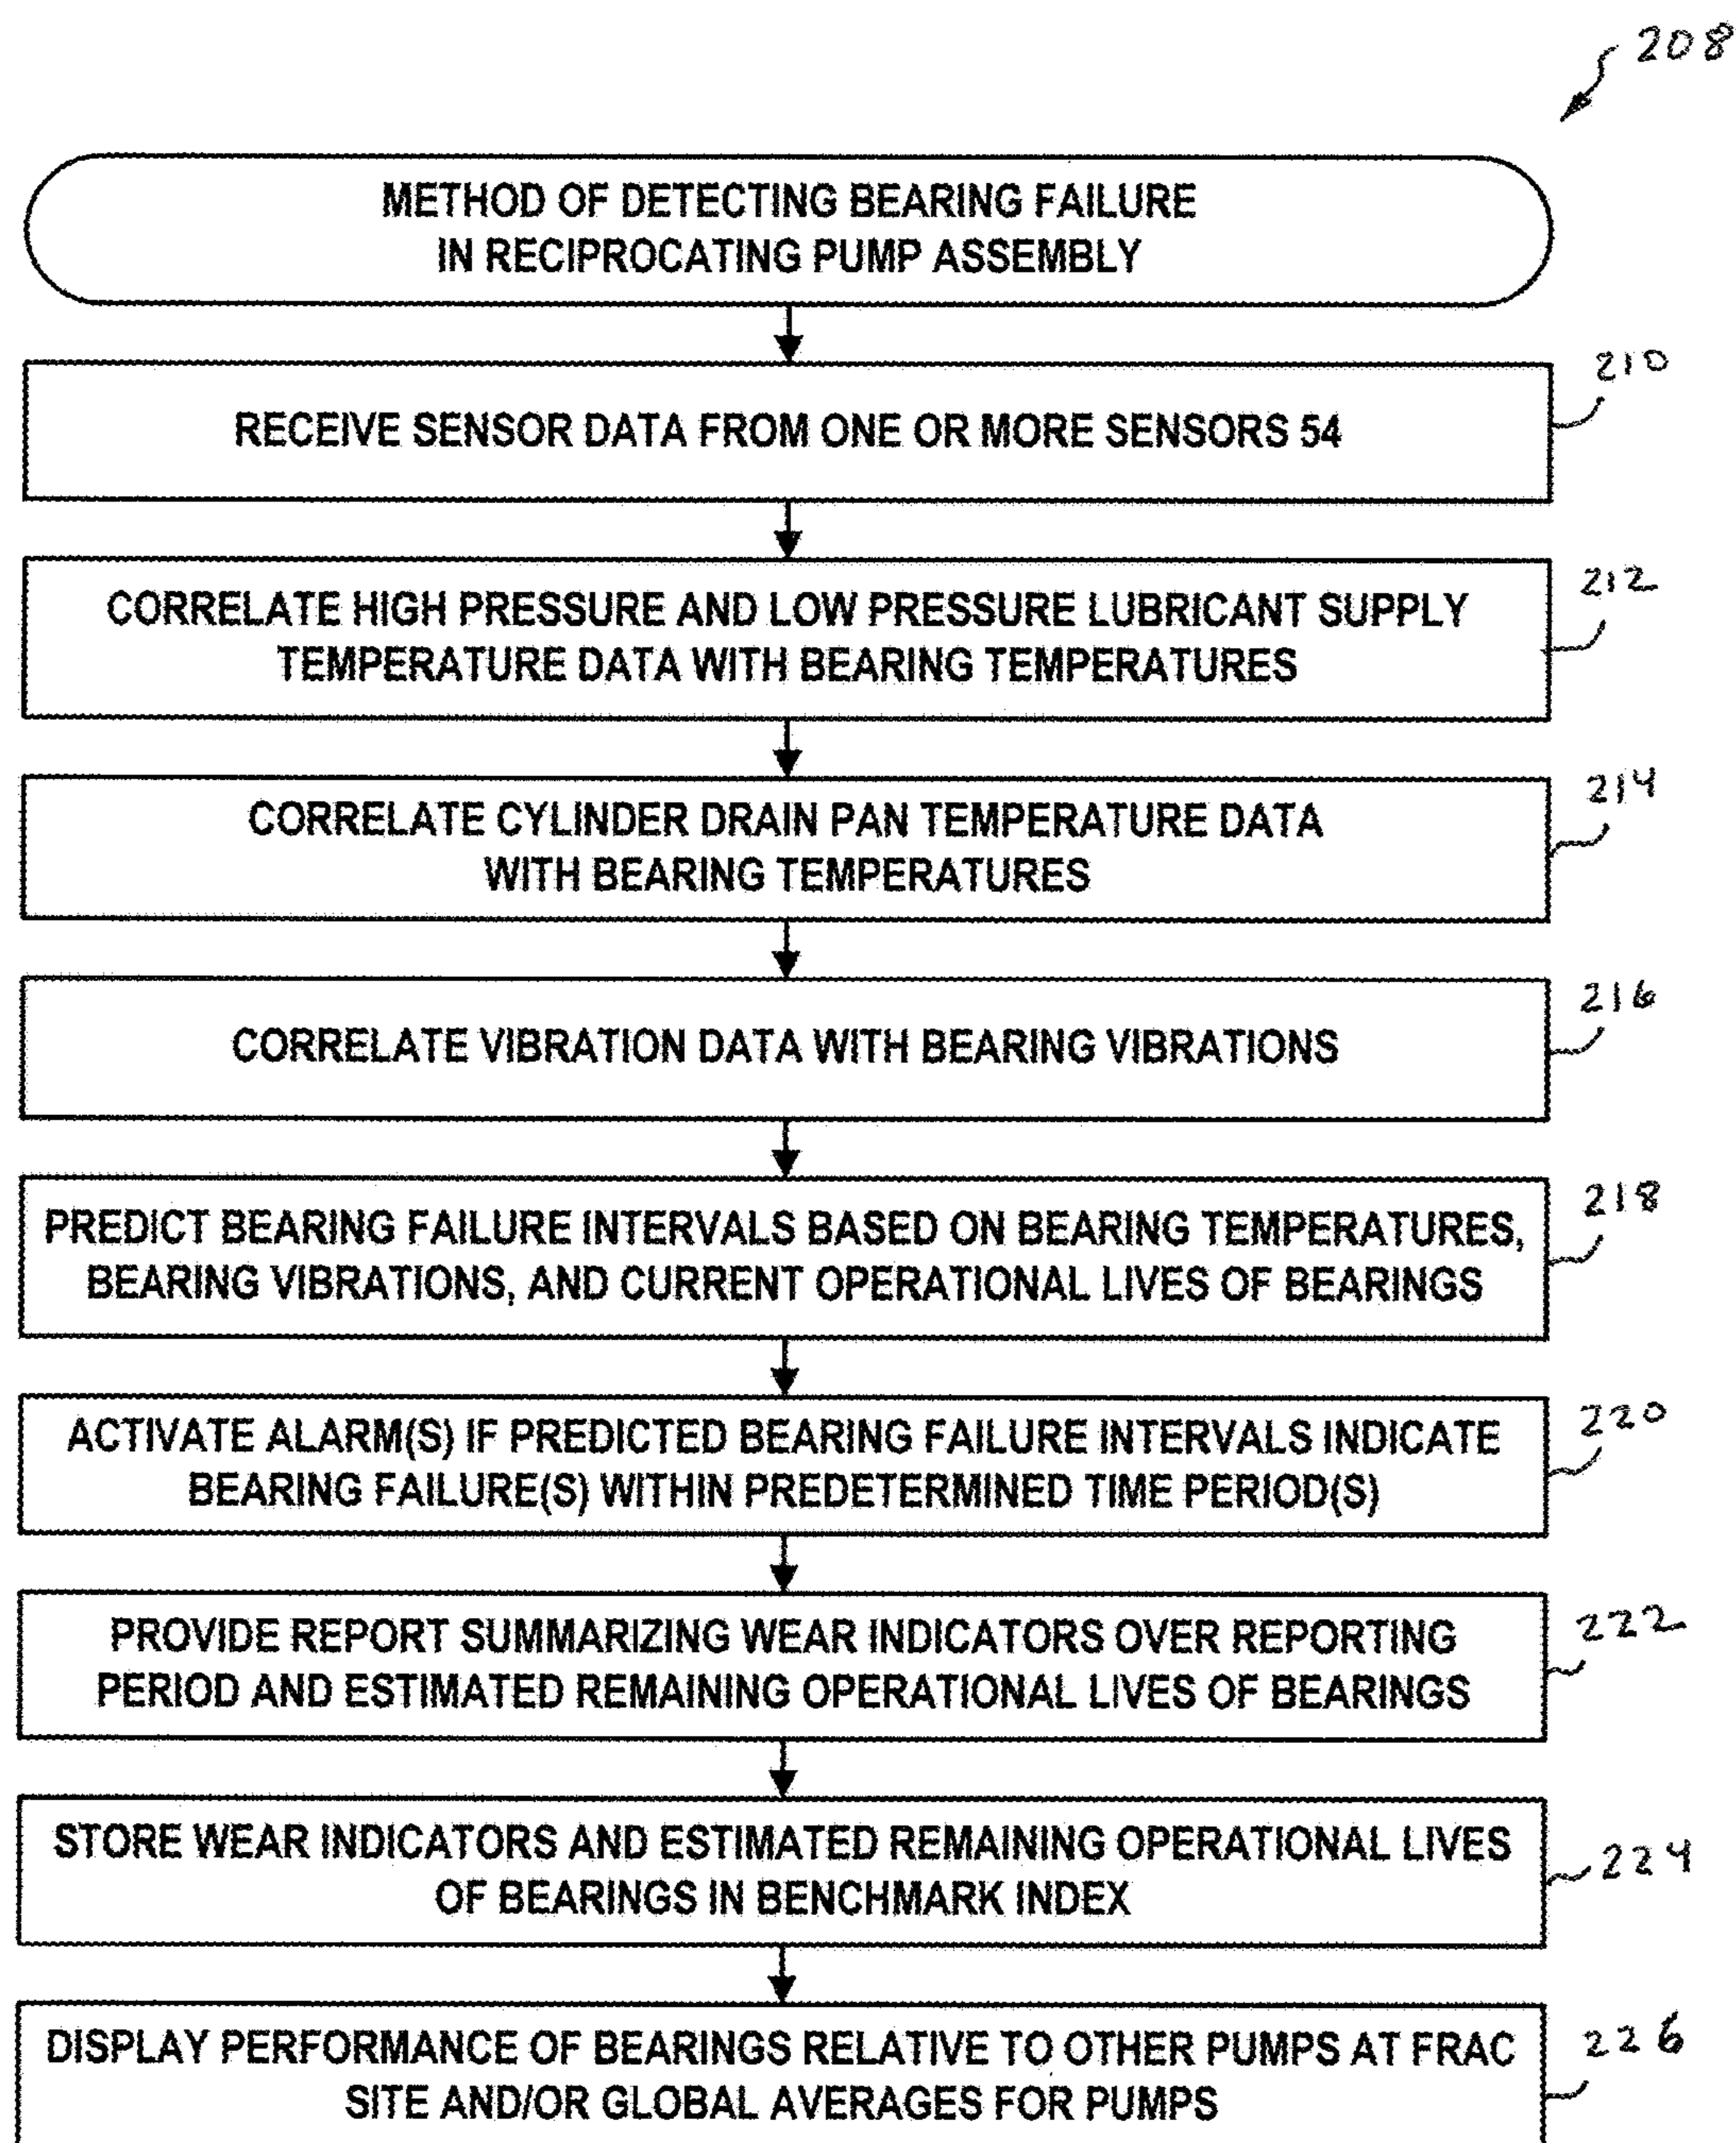 208
METHOD OF DETECTING BEARING FAILURE
IN RECIPROCATING PUMP ASSEMBLY
210
RECEIVE SENSOR DATA FROM ONE OR MORE SENSORS 54
212
CORRELATE HIGH PRESSURE AND LOW PRESSURE LUBRICANT SUPPLY
TEMPERATURE DATA WITH BEARING TEMPERATURES
214
CORRELATE CYLINDER DRAIN PAN TEMPERATURE DATA
WITH BEARING TEMPERATURES
216
CORRELATE VIBRATION DATA WITH BEARING VIBRATIONS
218
PREDICT BEARING FAILURE INTERVALS BASED ON BEARING TEMPERATURES,
BEARING VIBRATIONS, AND CURRENT OPERATIONAL LIVES OF BEARINGS
220
ACTIVATE ALARM(S) IF PREDICTED BEARING FAILURE INTERVALS INDICATE
BEARING FAILURE(S) WITHIN PREDETERMINED TIME PERIOD(S)
222
PROVIDE REPORT SUMMARIZING WEAR INDICATORS OVER REPORTING
PERIOD AND ESTIMATED REMAINING OPERATIONAL LIVES OF BEARINGS
STORE WEAR INDICATORS AND ESTIMATED REMAINING OPERATIONAL LIVES
224
OF BEARINGS IN BENCHMARK INDEX
226
DISPLAY PERFORMANCE OF BEARINGS RELATIVE TO OTHER PUMPS AT FRAC
SITE AND/OR GLOBAL AVERAGES FOR PUMPS